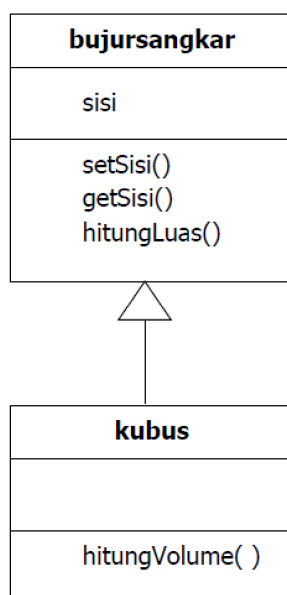 bujursangkar
sisi
setSisi()
getSisi()
hitungLuas()
kubus
hitungVolume( )